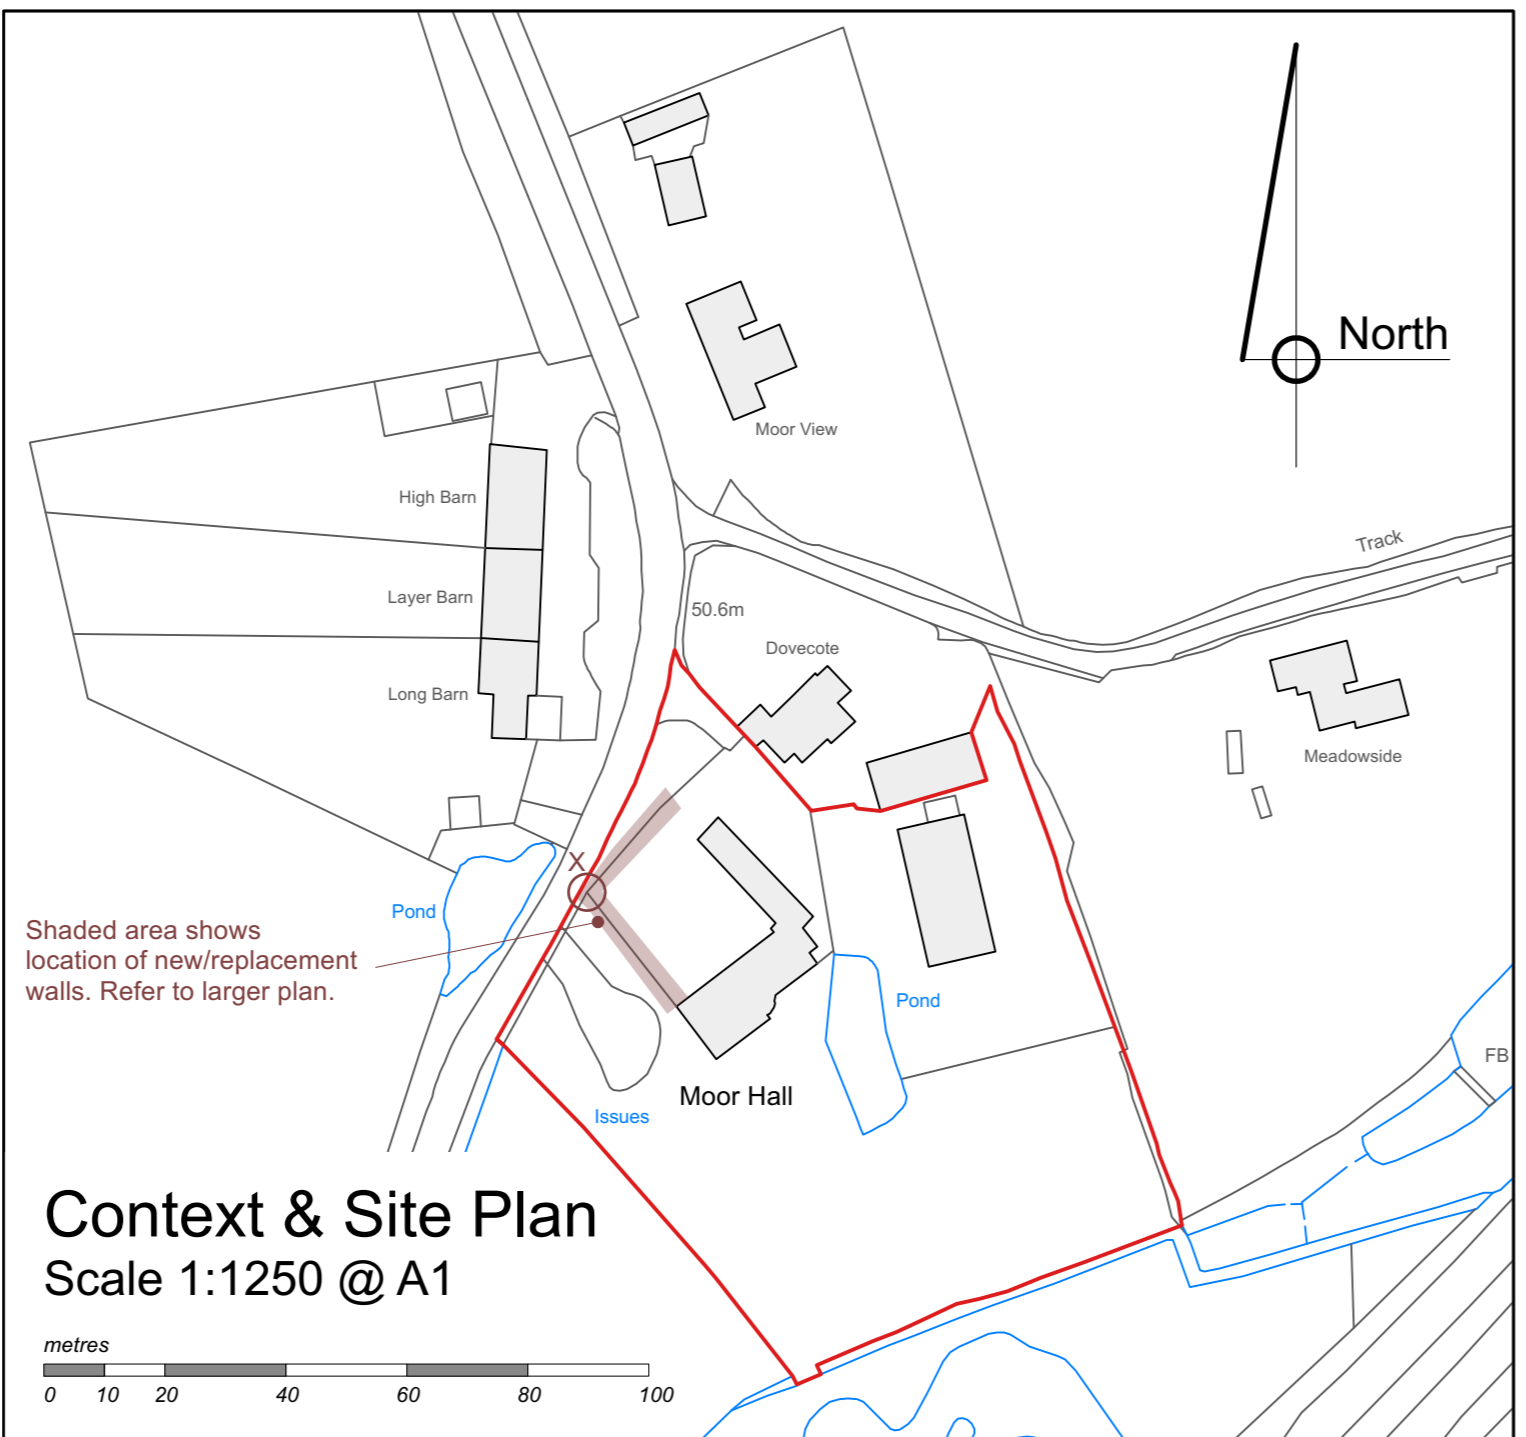 North
Moor View
High Barn
Track
Layer Barn
50.6m
Dovecote
Long Barn
Meadowside
X
Pond
Shaded area shows
location of new/replacement
walls. Refer to larger plan.
Pond
FB
Moor Hall
Issues
Context & Site Plan
Scale 1:1250 @ A1
metres
0 10 20 40 60 80 100